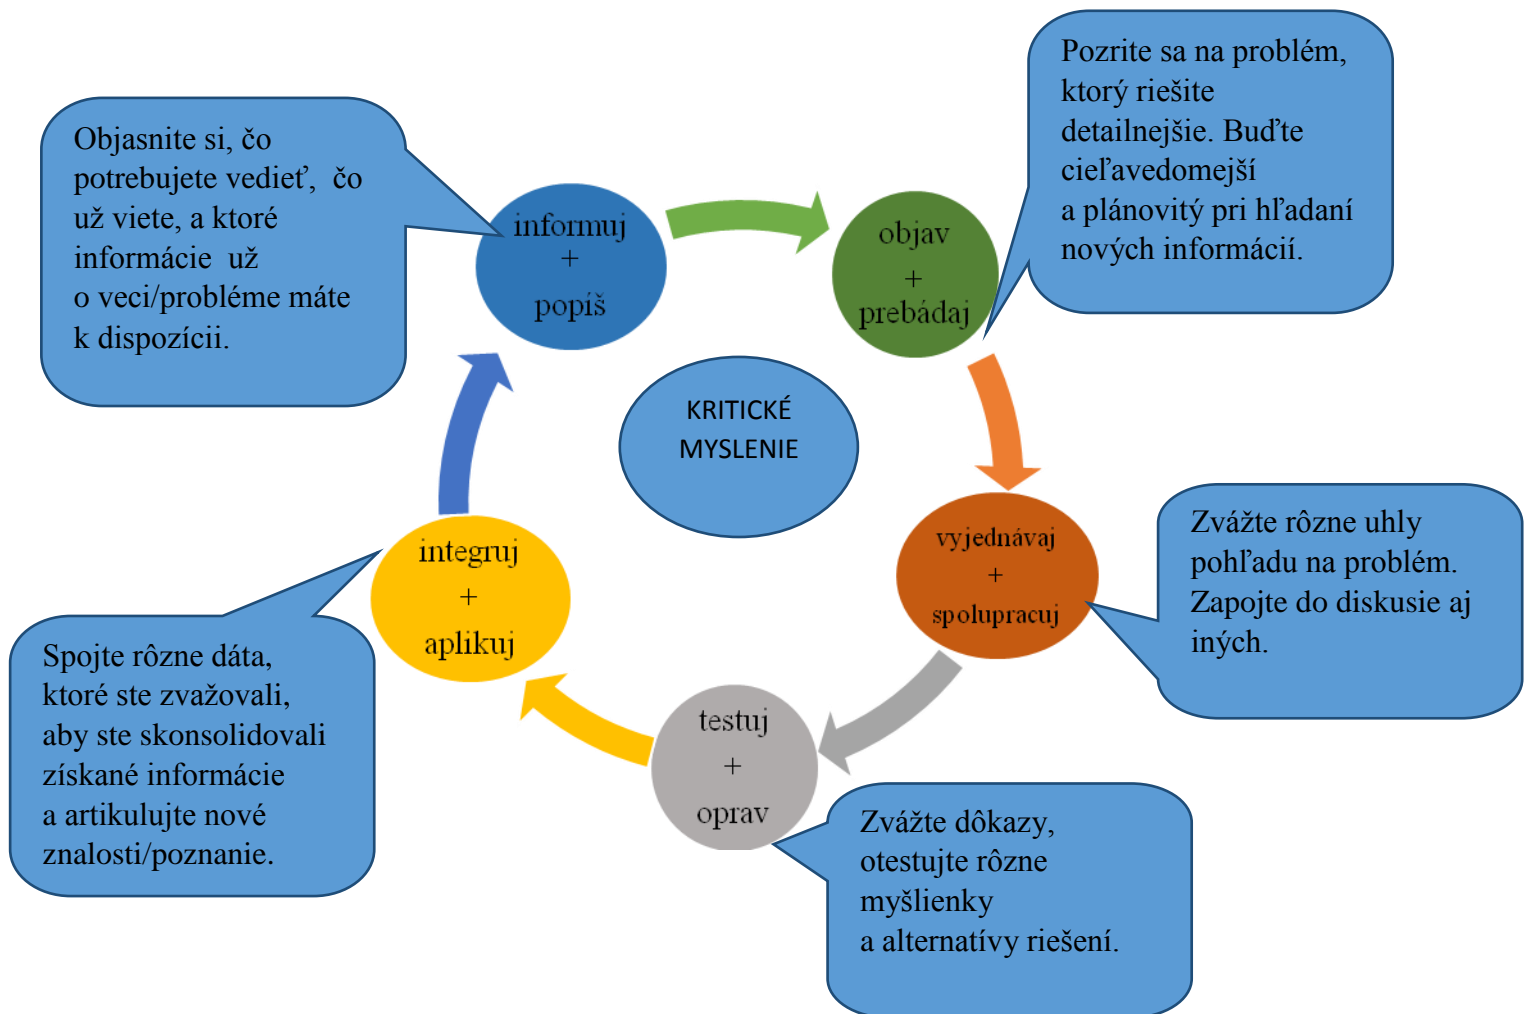 Objasnite si, čo
potrebujete vedieť, čo
už viete, a ktoré
informácie už
o veci/probléme máte
k dispozícii.
informuj
+
popíš
objav
+
prebádaj
Pozrite sa na problém,
ktorý riešite
detailnejšie. Buďte
cieľavedomejší
a plánovitý pri hľadaní
nových informácií.
KRITICKÉ
MYSLENIE
vyjednávaj
+
spolupracuj
Zvážte rôzne uhly
pohľadu na problém.
Zapojte do diskusie aj
iných.
testuj
+
oprav
Zvážte dôkazy,
otestujte rôzne
myšlienky
a alternatívy riešení.
integruj
+
aplikuj
Spojte rôzne dáta,
ktoré ste zvažovali,
aby ste skonsolidovali
získané informácie
a artikulujte nové
znalosti/poznanie.